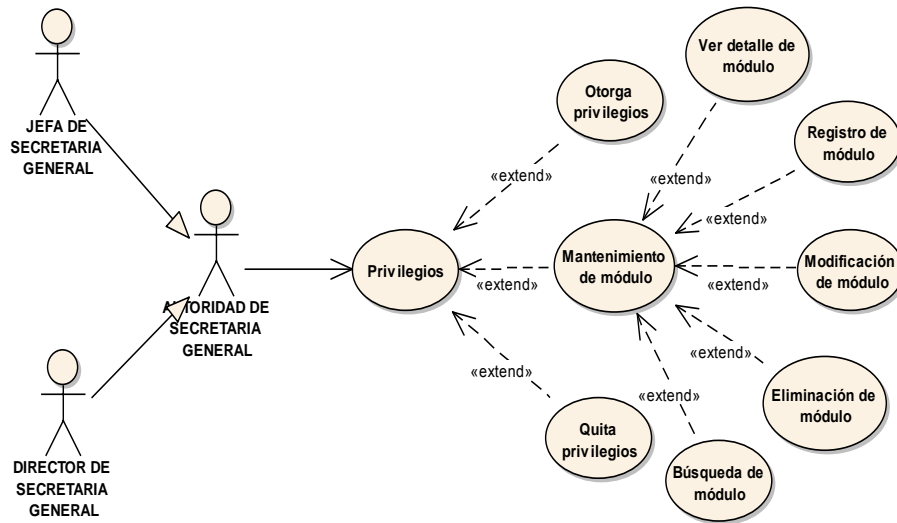 JEFA DE
SECRETARIA
GENERAL
AUTORIDAD DE
SECRETARIA
GENERAL
DIRECTOR DE
SECRETARIA
GENERAL
Privilegios
Otorga
privilegios
«extend»
Mantenimiento
de módulo
«extend»
Quita
privilegios
«extend»
Ver detalle de
módulo
«extend»
Registro de
módulo
«extend»
Modificación de
módulo
«extend»
Eliminación de
módulo
«extend»
Búsqueda de
módulo
«extend»